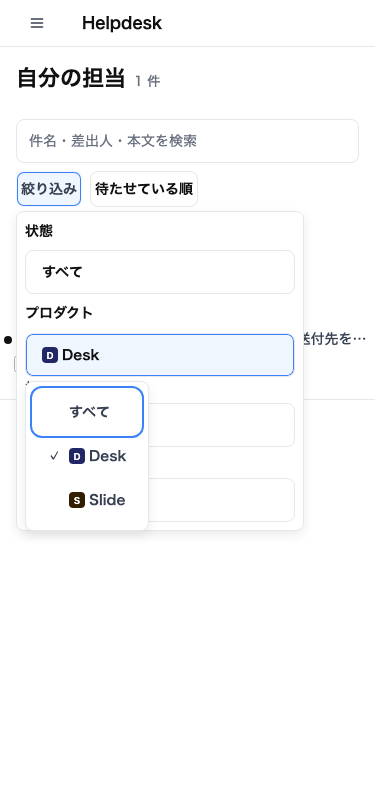 Helpdesk
自分の担当 1 件
件名・差出人・本文を検索
絞り込み 待たせている順
状態
すべて
プロダクト
送付先を…
D Desk
すべて
✓ D Desk
S Slide